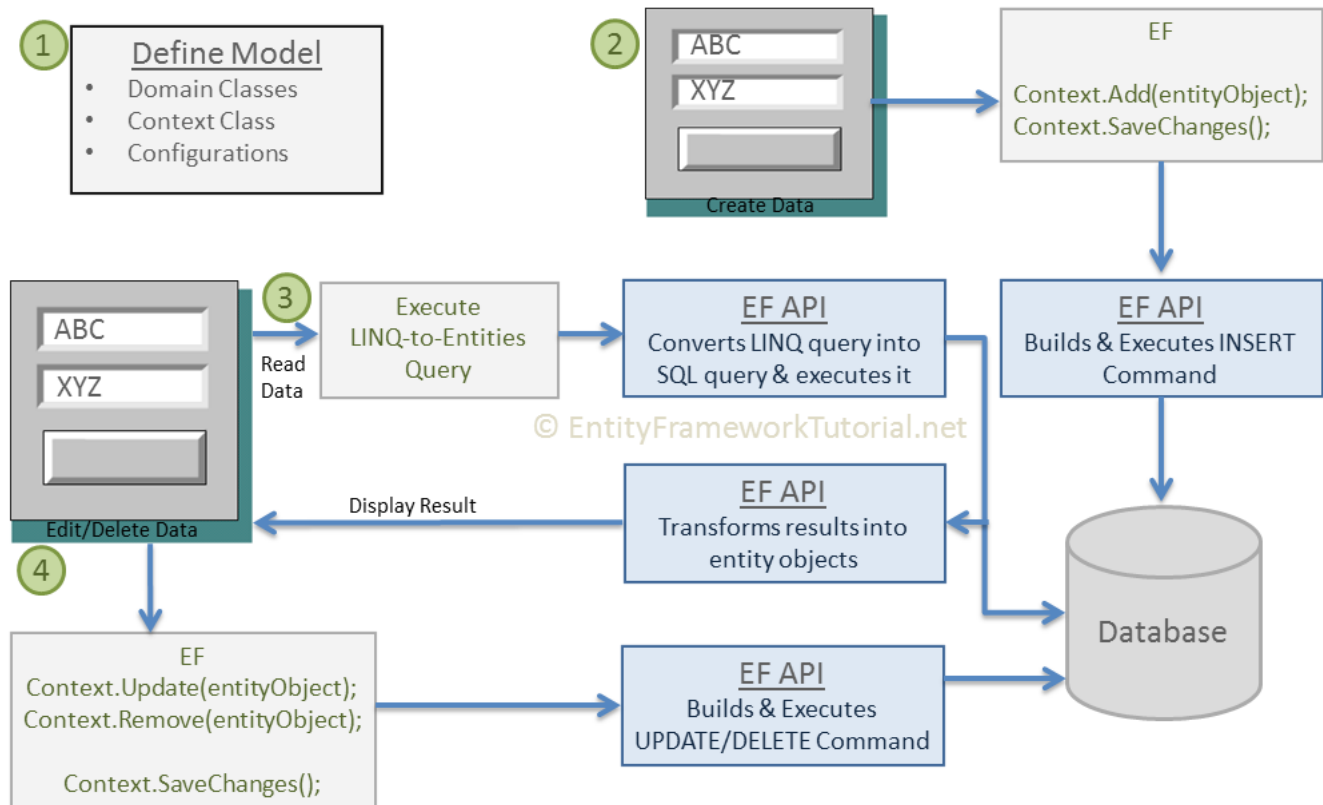 1
Define Model
• Domain Classes
• Context Class
• Configurations
2
ABC
XYZ
Create Data
EF
Context.Add(entityObject);
Context.SaveChanges();
EF API
Builds & Executes INSERT
Command
ABC
XYZ
Edit/Delete Data
3
Read
Data
Execute
LINQ-to-Entities
Query
EF API
Converts LINQ query into
SQL query & executes it
© EntityFrameworkTutorial.net
EF API
Transforms results into
entity objects
Display Result
Database
4
EF
Context.Update(entityObject);
Context.Remove(entityObject);
Context.SaveChanges();
EF API
Builds & Executes
UPDATE/DELETE Command